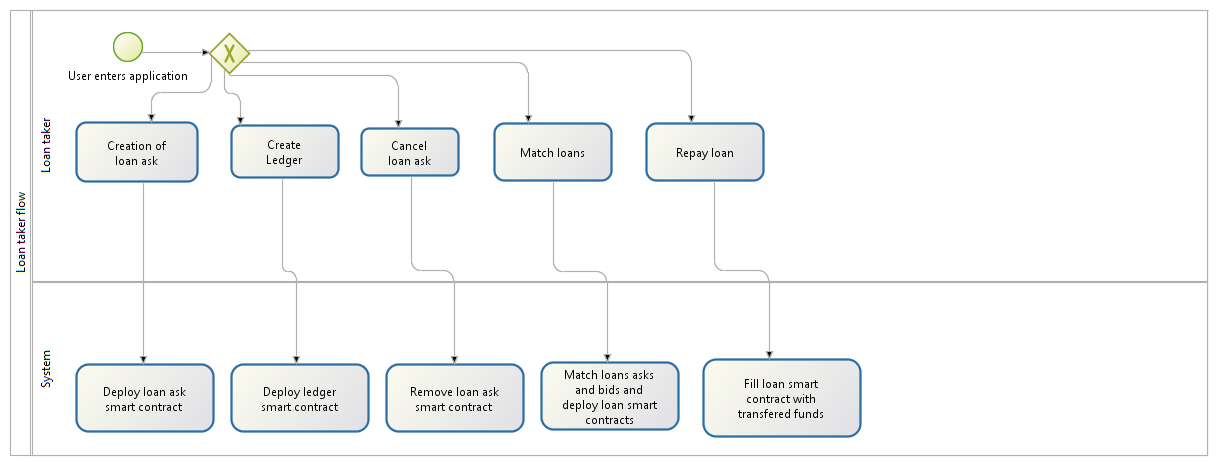 Loan taker flow
Loan taker
User enters application
X
Creation of
loan ask
Create
Ledger
Cancel
loan ask
Match loans
Repay loan
System
Deploy loan ask
smart contract
Deploy ledger
smart contract
Remove loan ask
smart contract
Match loans asks
and bids and
deploy loan smart
contracts
Fill loan smart
contract with
transfered funds